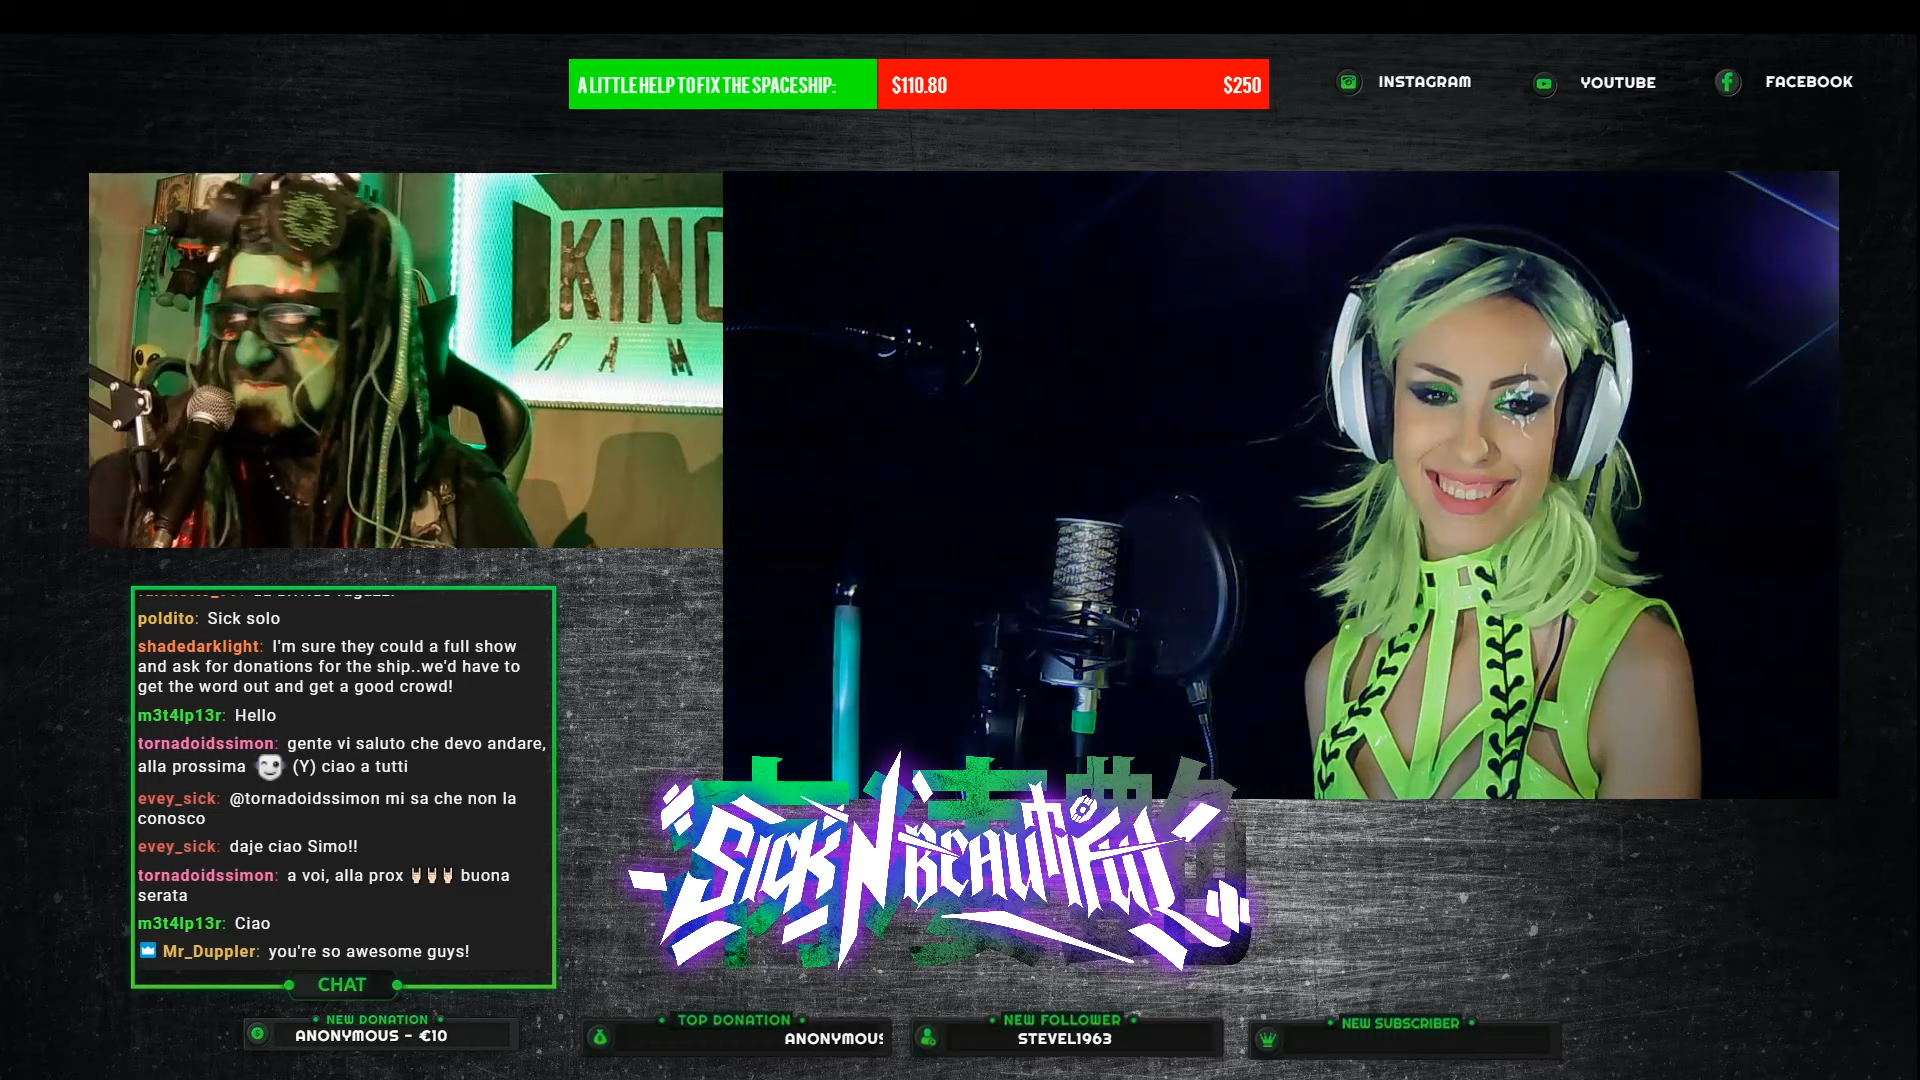 A LITTLE HELP TO FIX THE SPACESHIP:
$110.80
$250
INSTAGRAM
YOUTUBE
FACEBOOK
KING
RAM
poldito: Sick solo
shadedarklight: I'm sure they could a full show
and ask for donations for the ship..we'd have to
get the word out and get a good crowd!
m3t4lp13r: Hello
tornadoidssimon: gente vi saluto che devo andare,
alla prossima (Y) ciao a tutti
evey_sick: @tornadoidssimon mi sa che non la
conosco
evey_sick: daje ciao Simo!!
tornadoidssimon: a voi, alla prox 🤘🤘🤘 buona
serata
m3t4lp13r: Ciao
Mr_Duppler: you're so awesome guys!
CHAT
SICK N BEAUTIFUL
NEW DONATION
ANONYMOUS - €10
TOP DONATION
ANONYMOUS
NEW FOLLOWER
STEVEL1963
NEW SUBSCRIBER